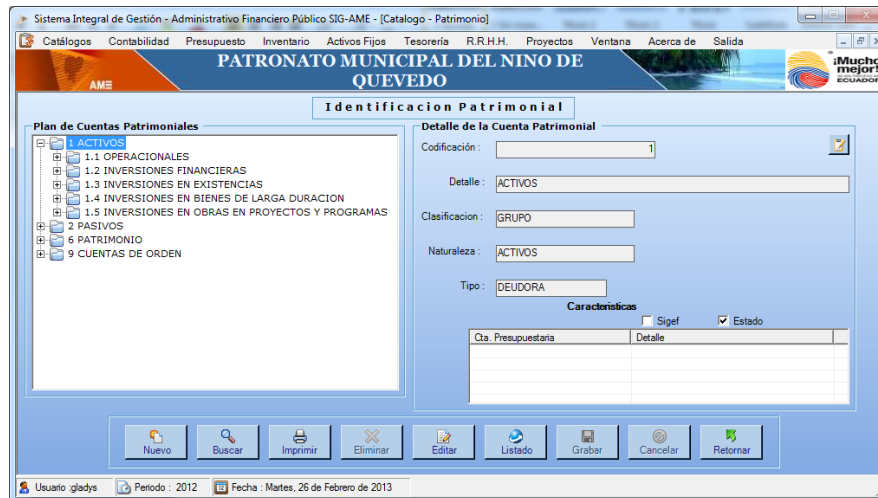 Sistema Integral de Gestión - Administrativo Financiero Público SIG-AME - [Catalogo - Patrimonio]
Catálogos Contabilidad Presupuesto Inventario Activos Fijos Tesorería R.R.H.H. Proyectos Ventana Acerca de Salida
AME
PATRONATO MUNICIPAL DEL NINO DE
QUEVEDO
¡Mucho
mejor!
ECUADOR
Identificacion Patrimonial
Plan de Cuentas Patrimoniales
1 ACTIVOS
1.1 OPERACIONALES
1.2 INVERSIONES FINANCIERAS
1.3 INVERSIONES EN EXISTENCIAS
1.4 INVERSIONES EN BIENES DE LARGA DURACION
1.5 INVERSIONES EN OBRAS EN PROYECTOS Y PROGRAMAS
2 PASIVOS
6 PATRIMONIO
9 CUENTAS DE ORDEN
Detalle de la Cuenta Patrimonial
Codificación : 1
Detalle : ACTIVOS
Clasificacion : GRUPO
Naturaleza : ACTIVOS
Tipo : DEUDORA
Caracteristicas
Sigef Estado
Cta. Presupuestaria Detalle
Nuevo Buscar Imprimir Eliminar Editar Listado Grabar Cancelar Retornar
Usuario :gladys Periodo : 2012 Fecha : Martes, 26 de Febrero de 2013